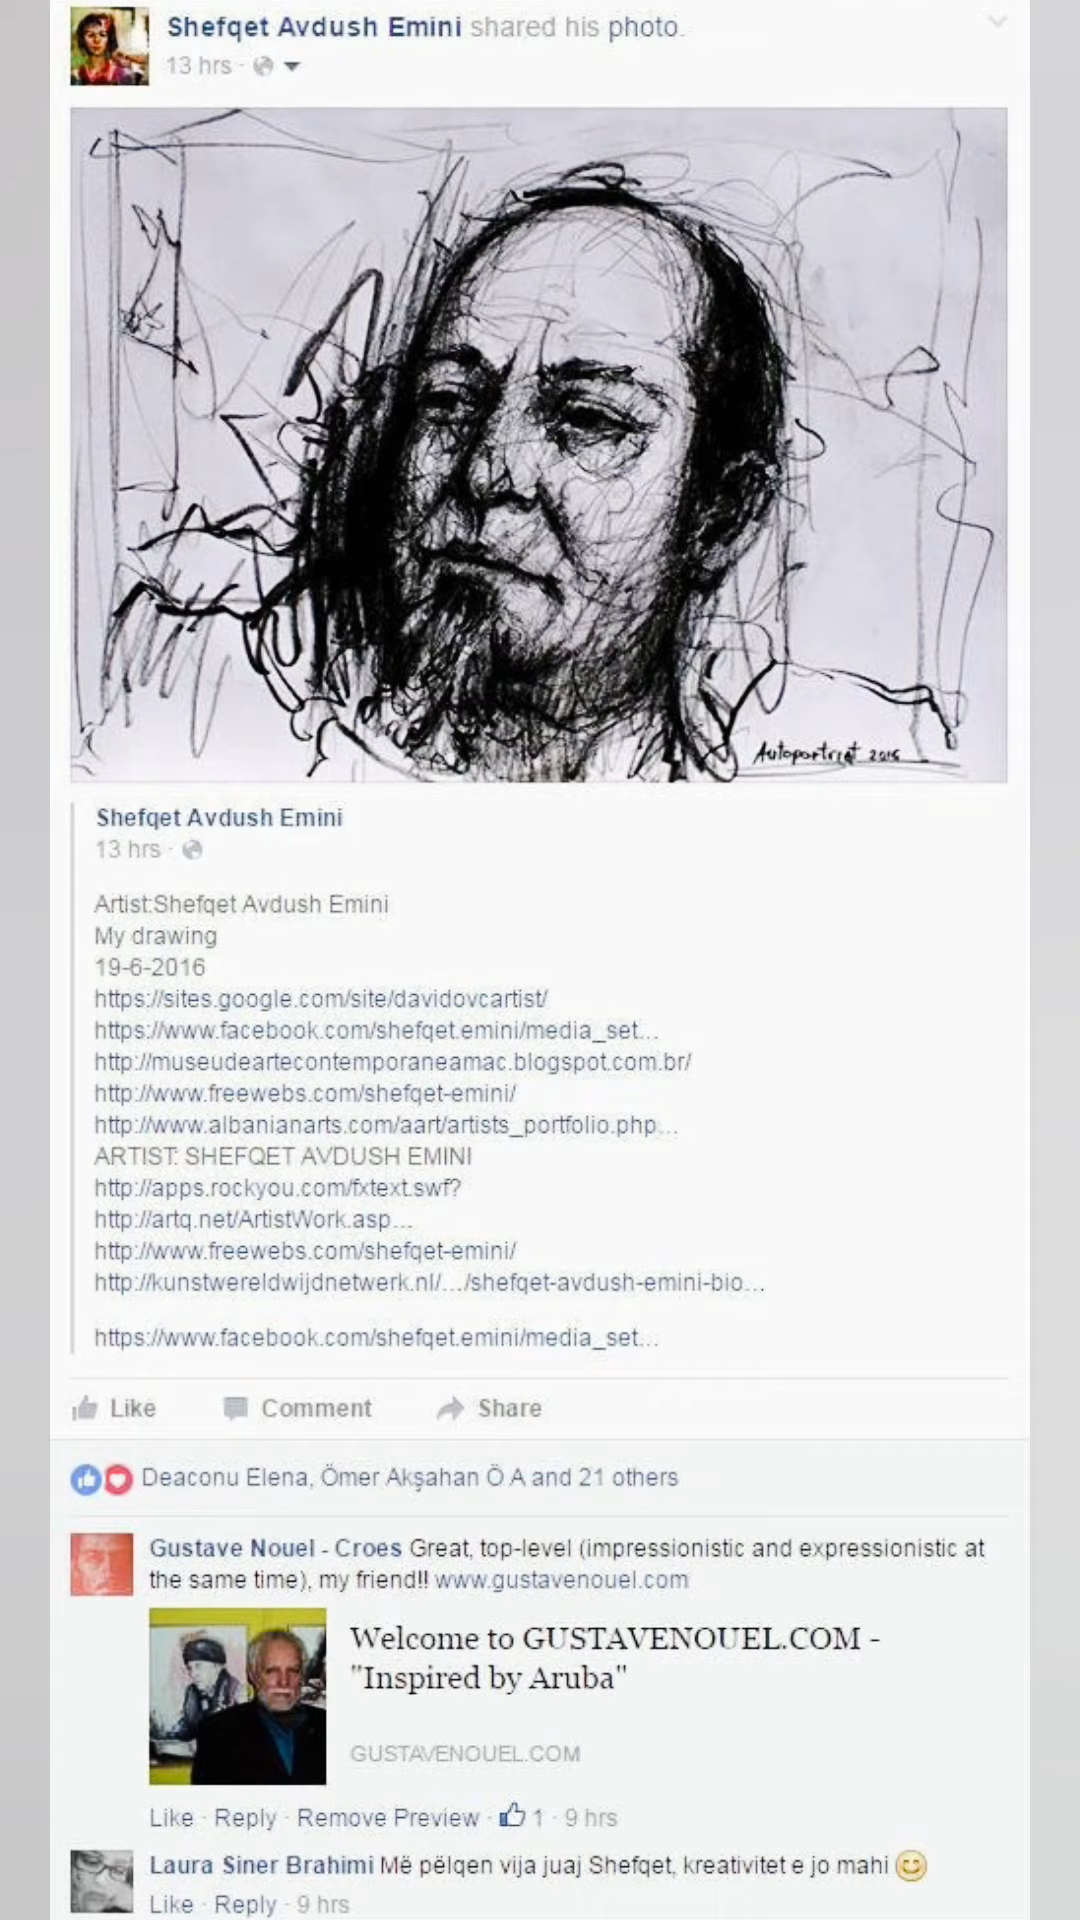 Shefqet Avdush Emini shared his photo.
13 hrs ·
Autoportret 2016
Shefqet Avdush Emini
13 hrs ·
Artist:Shefqet Avdush Emini
My drawing
19-6-2016
https://sites.google.com/site/davidovcartist/
https://www.facebook.com/shefqet.emini/media_set...
http://museudeartecontemporaneamac.blogspot.com.br/
http://www.freewebs.com/shefqet-emini/
http://www.albanianarts.com/aart/artists_portfolio.php...
ARTIST: SHEFQET AVDUSH EMINI
http://apps.rockyou.com/fxtext.swf?
http://artq.net/ArtistWork.asp...
http://www.freewebs.com/shefqet-emini/
http://kunstwereldwijdnetwerk.nl/.../shefqet-avdush-emini-bio...
https://www.facebook.com/shefqet.emini/media_set...
Like Comment Share
Deaconu Elena, Ömer Akşahan Ö A and 21 others
Gustave Nouel - Croes Great, top-level (impressionistic and expressionistic at
the same time), my friend!! www.gustavenouel.com
Welcome to GUSTAVENOUEL.COM -
"Inspired by Aruba"
GUSTAVENOUEL.COM
Like · Reply · Remove Preview · 1 · 9 hrs
Laura Siner Brahimi Më pëlqen vija juaj Shefqet, kreativitet e jo mahi 😊
Like · Reply · 9 hrs